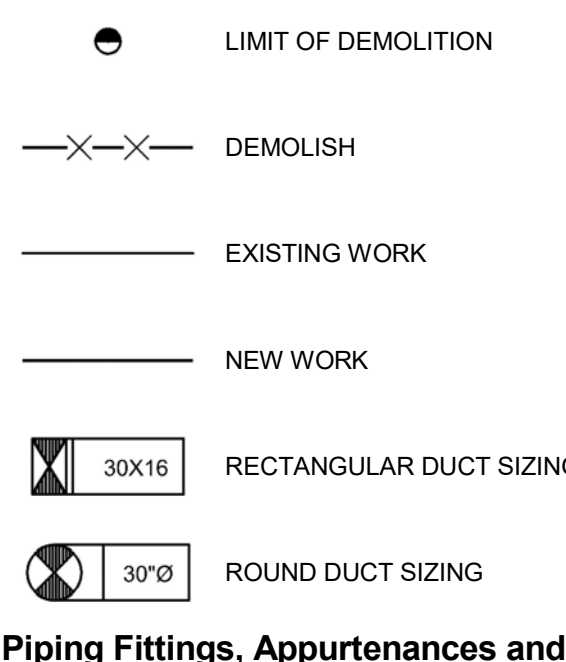 LIMIT OF DEMOLITION
DEMOLISH
EXISTING WORK
NEW WORK
30X16 RECTANGULAR DUCT SIZING
30"Ø ROUND DUCT SIZING
Piping Fittings, Appurtenances and